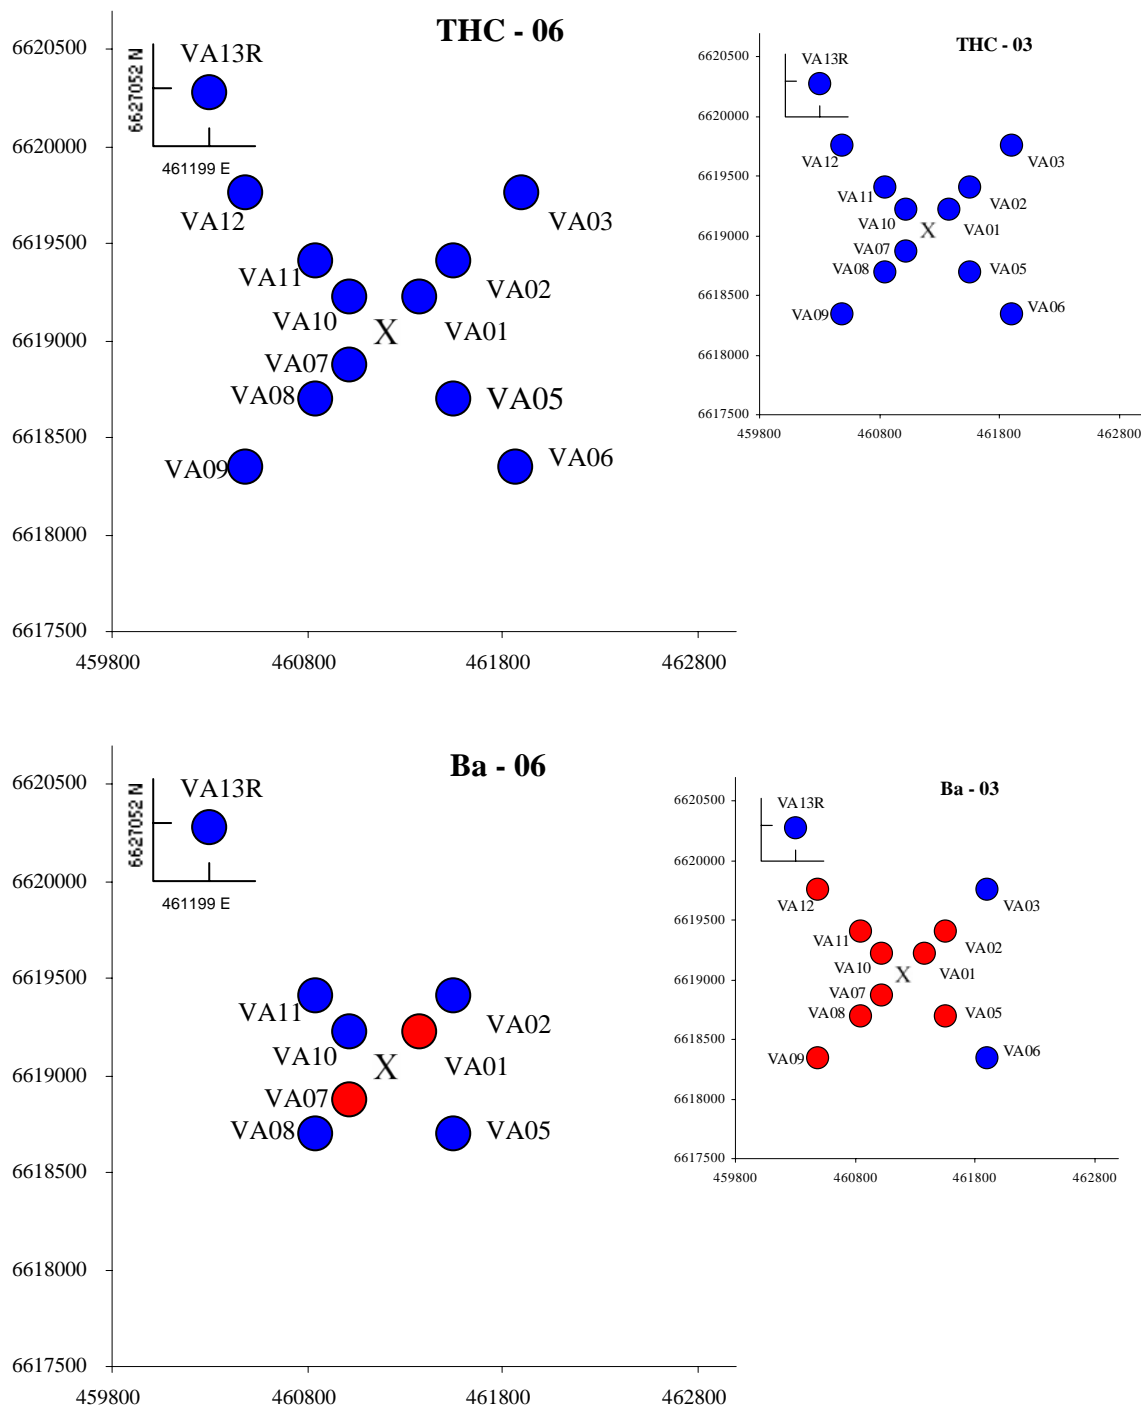 THC - 06
6620500
6620000
6619500
6619000
6618500
6618000
6617500
459800
460800
461800
462800
6627052 N
461199 E
VA13R
VA12
VA03
VA11
VA02
VA10
VA01
X
VA07
VA08
VA05
VA09
VA06
THC - 03
6620500
6620000
6619500
6619000
6618500
6618000
6617500
459800
460800
461800
462800
VA13R
VA12
VA03
VA11
VA02
VA10
VA01
X
VA07
VA08
VA05
VA09
VA06
Ba - 06
6620500
6620000
6619500
6619000
6618500
6618000
6617500
459800
460800
461800
462800
6627052 N
461199 E
VA13R
VA11
VA02
VA10
VA01
X
VA07
VA08
VA05
Ba - 03
6620500
6620000
6619500
6619000
6618500
6618000
6617500
459800
460800
461800
462800
VA13R
VA12
VA03
VA11
VA02
VA10
VA01
X
VA07
VA08
VA05
VA09
VA06